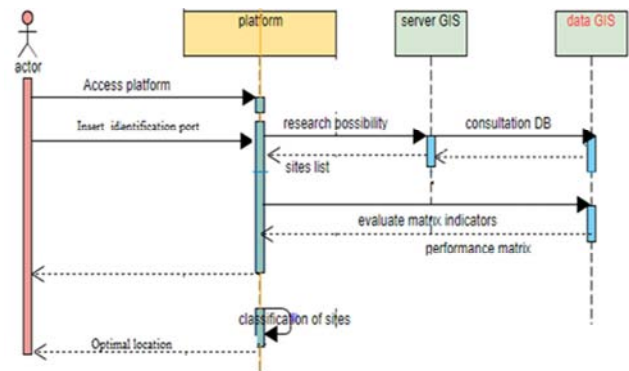 platform
server GIS
data GIS
actor
Access platform
Insert identification port
research possibility
consultation DB
sites list
evaluate matrix indicators
performance matrix
classification of sites
Optimal location